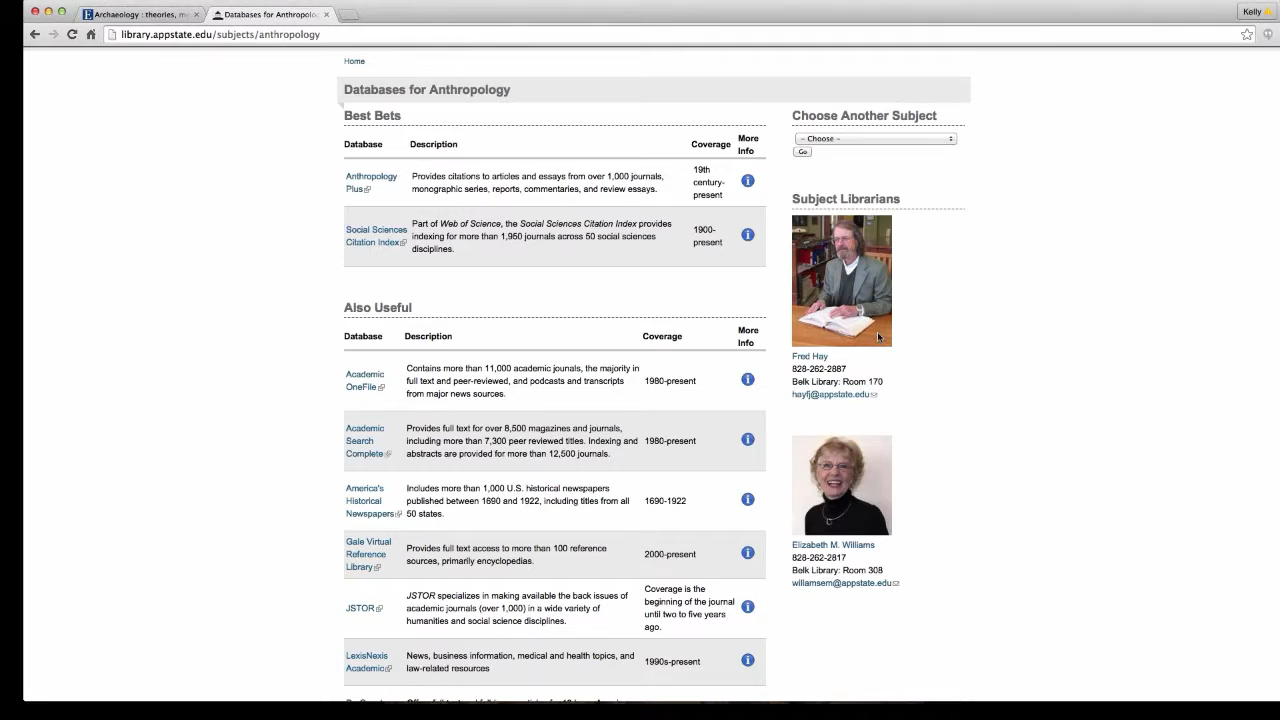 Archaeology : theories, m
Databases for Anthropolo
Kelly
library.appstate.edu/subjects/anthropology
Home
Databases for Anthropology
Best Bets
Database
Description
Coverage
More
Info
Anthropology
Plus
Provides citations to articles and essays from over 1,000 journals,
monographic series, reports, commentaries, and review essays.
19th
century-
present
Social Sciences
Citation Index
Part of Web of Science, the Social Sciences Citation Index provides
indexing for more than 1,950 journals across 50 social sciences
disciplines.
1900-
present
Also Useful
Database
Description
Coverage
More
Info
Academic
OneFile
Contains more than 11,000 academic jounals, the majority in
full text and peer-reviewed, and podcasts and transcripts
from major news sources.
1980-present
Academic
Search
Complete
Provides full text for over 8,500 magazines and journals,
including more than 7,300 peer reviewed titles. Indexing and
abstracts are provided for more than 12,500 journals.
1980-present
America's
Historical
Newspapers
Includes more than 1,000 U.S. historical newspapers
published between 1690 and 1922, including titles from all
50 states.
1690-1922
Gale Virtual
Reference
Library
Provides full text access to more than 100 reference
sources, primarily encyclopedias.
2000-present
JSTOR
JSTOR specializes in making available the back issues of
academic journals (over 1,000) in a wide variety of
humanities and social science disciplines.
Coverage is the
beginning of the journal
until two to five years
ago.
LexisNexis
Academic
News, business information, medical and health topics, and
law-related resources
1990s-present
Choose Another Subject
- Choose -
Go
Subject Librarians
Fred Hay
828-262-2887
Belk Library: Room 170
hayfj@appstate.edu
Elizabeth M. Williams
828-262-2817
Belk Library: Room 308
willamsem@appstate.edu